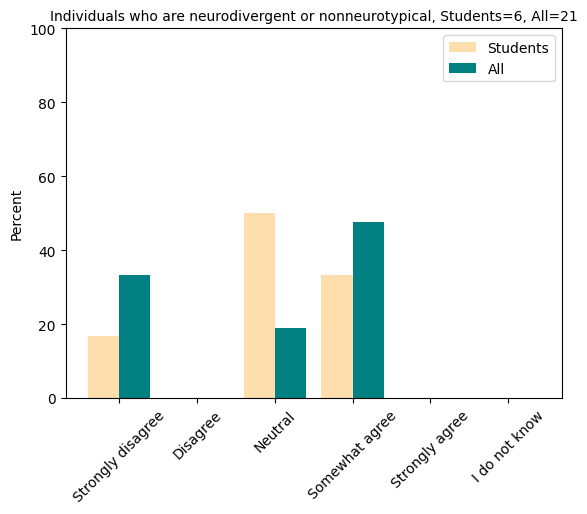 Individuals who are neurodivergent or nonneurotypical, Students=6, All=21
Students
All
Percent
100
80
60
40
20
0
Strongly disagree
Disagree
Neutral
Somewhat agree
Strongly agree
I do not know